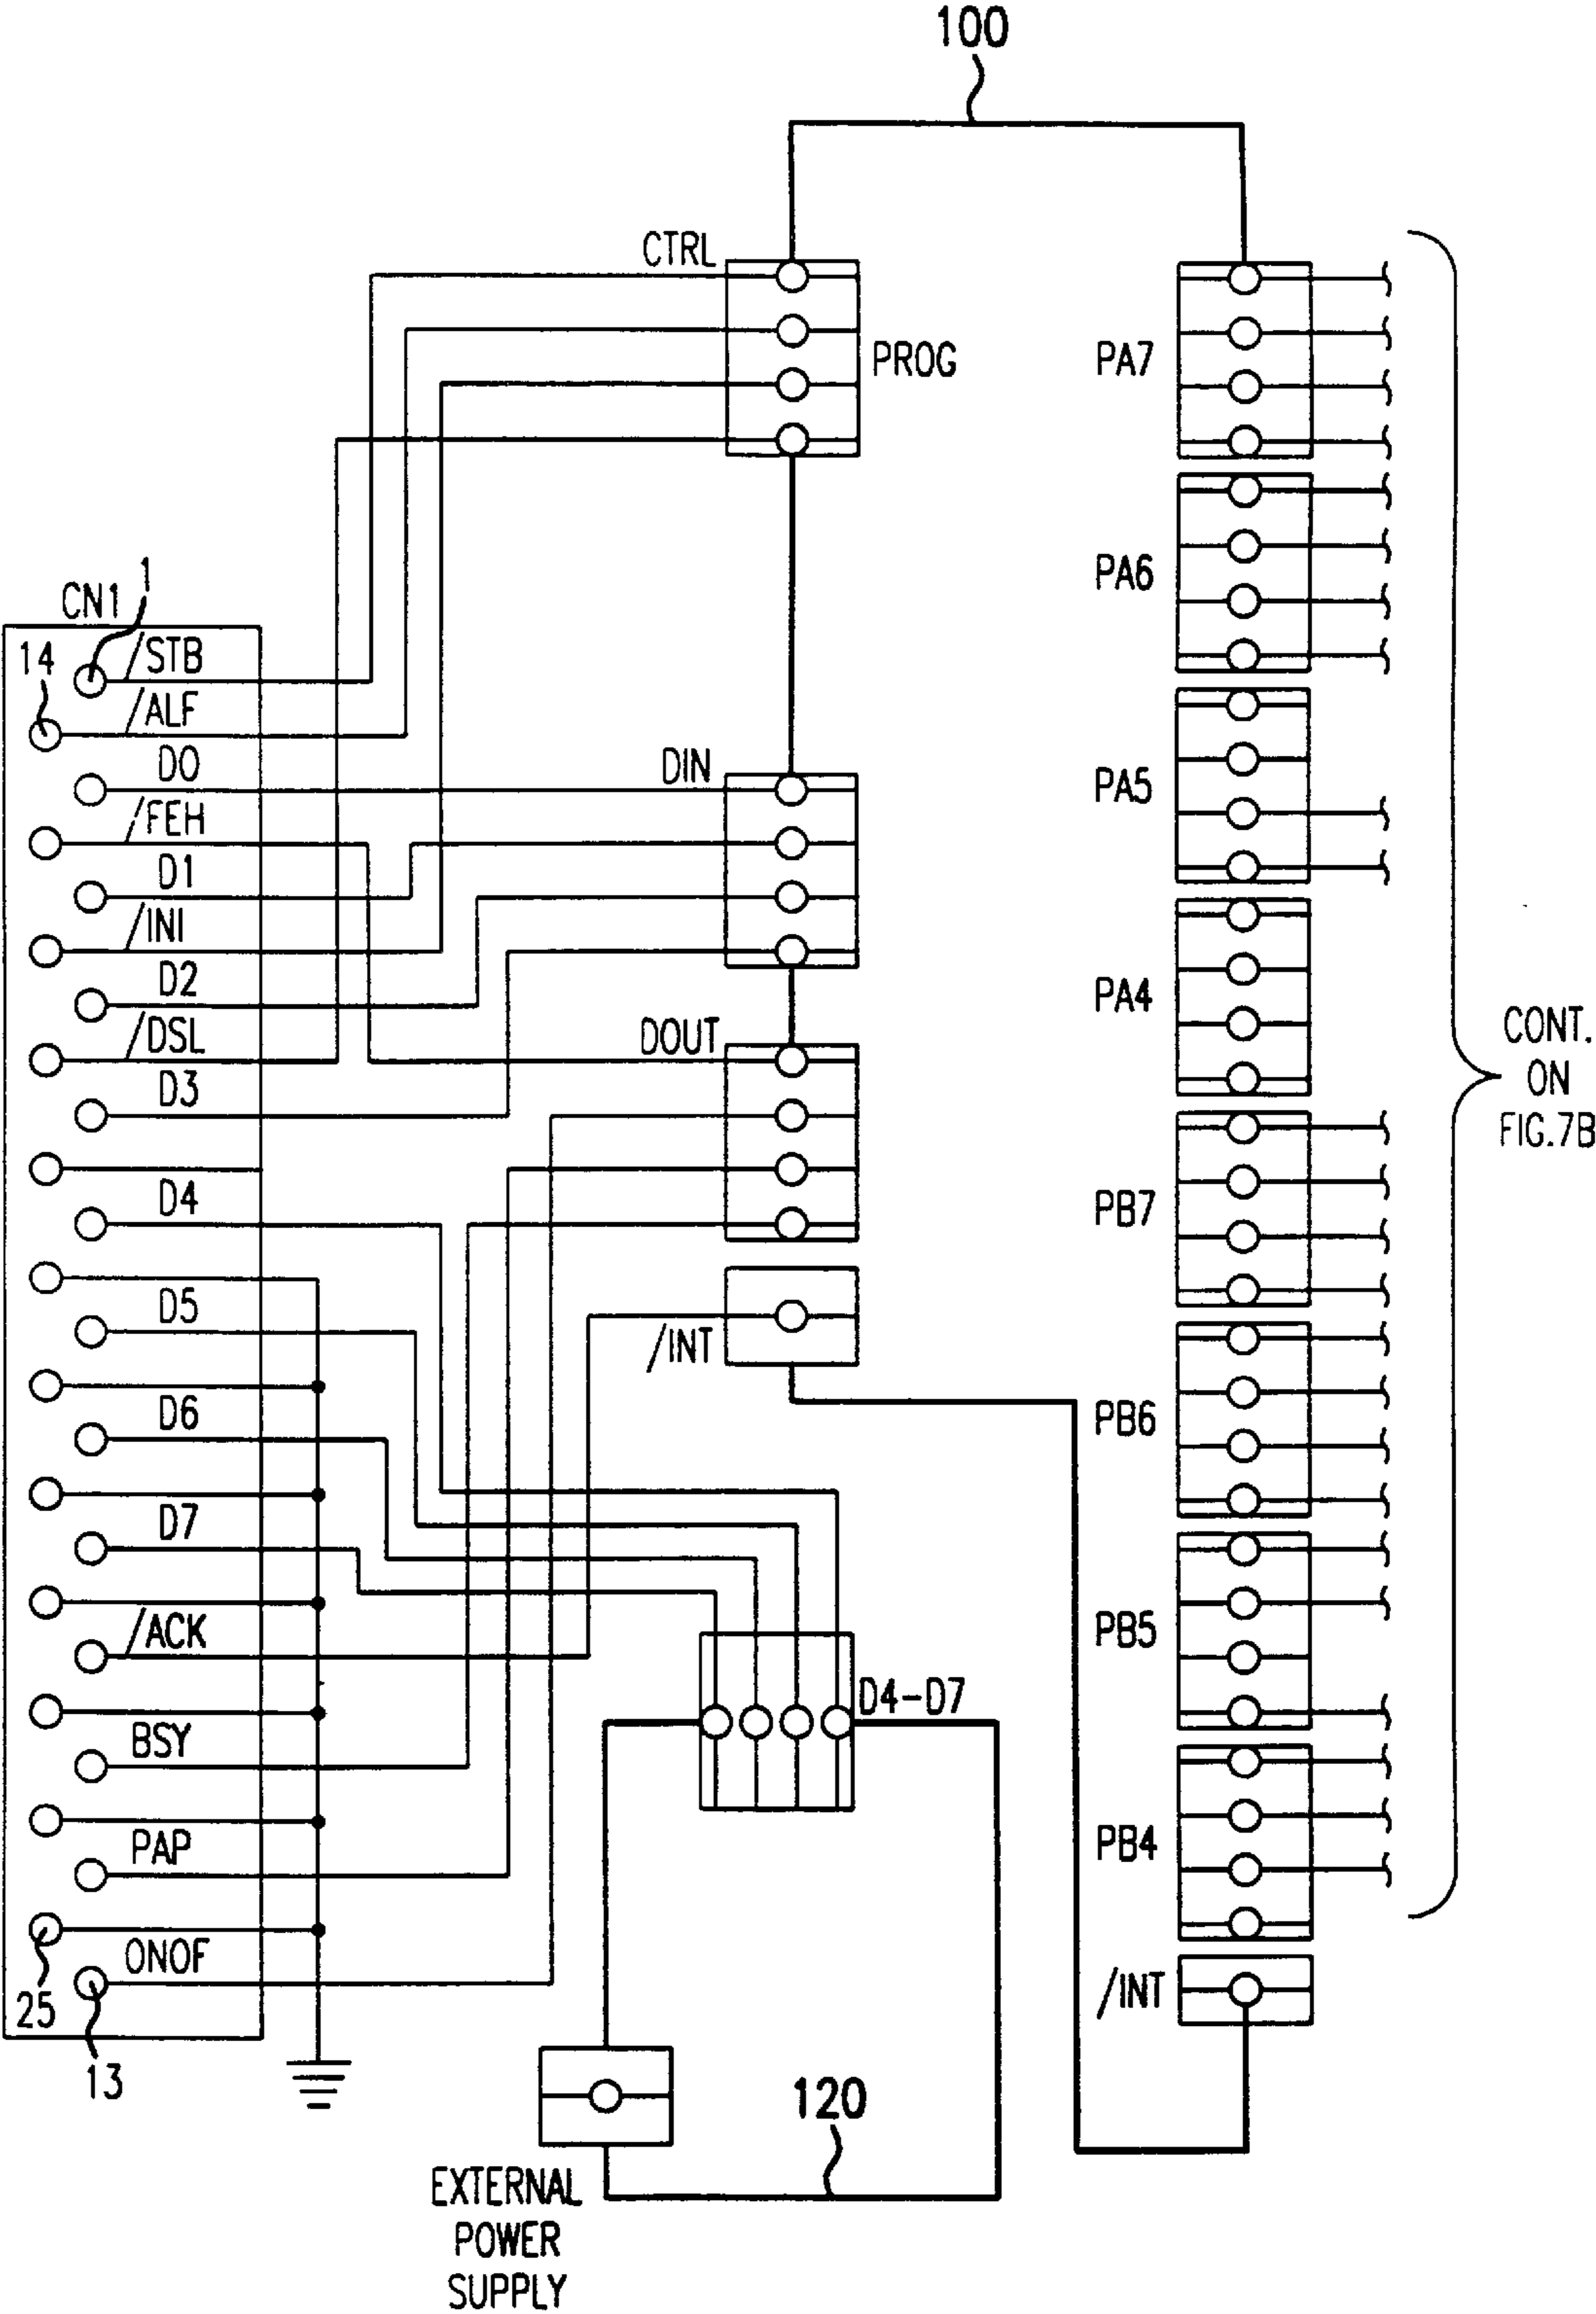 100
CTRL
PROG
PA7
PA6
CN1
1
14
/STB
/ALF
D0
DIN
/FEH
D1
/INI
D2
/DSL
DOUT
D3
PA5
PA4
CONT.
ON
FIG.7B
D4
PB7
D5
/INT
D6
PB6
D7
/ACK
PB5
D4-D7
BSY
PAP
PB4
ONOF
/INT
25
13
120
EXTERNAL
POWER
SUPPLY